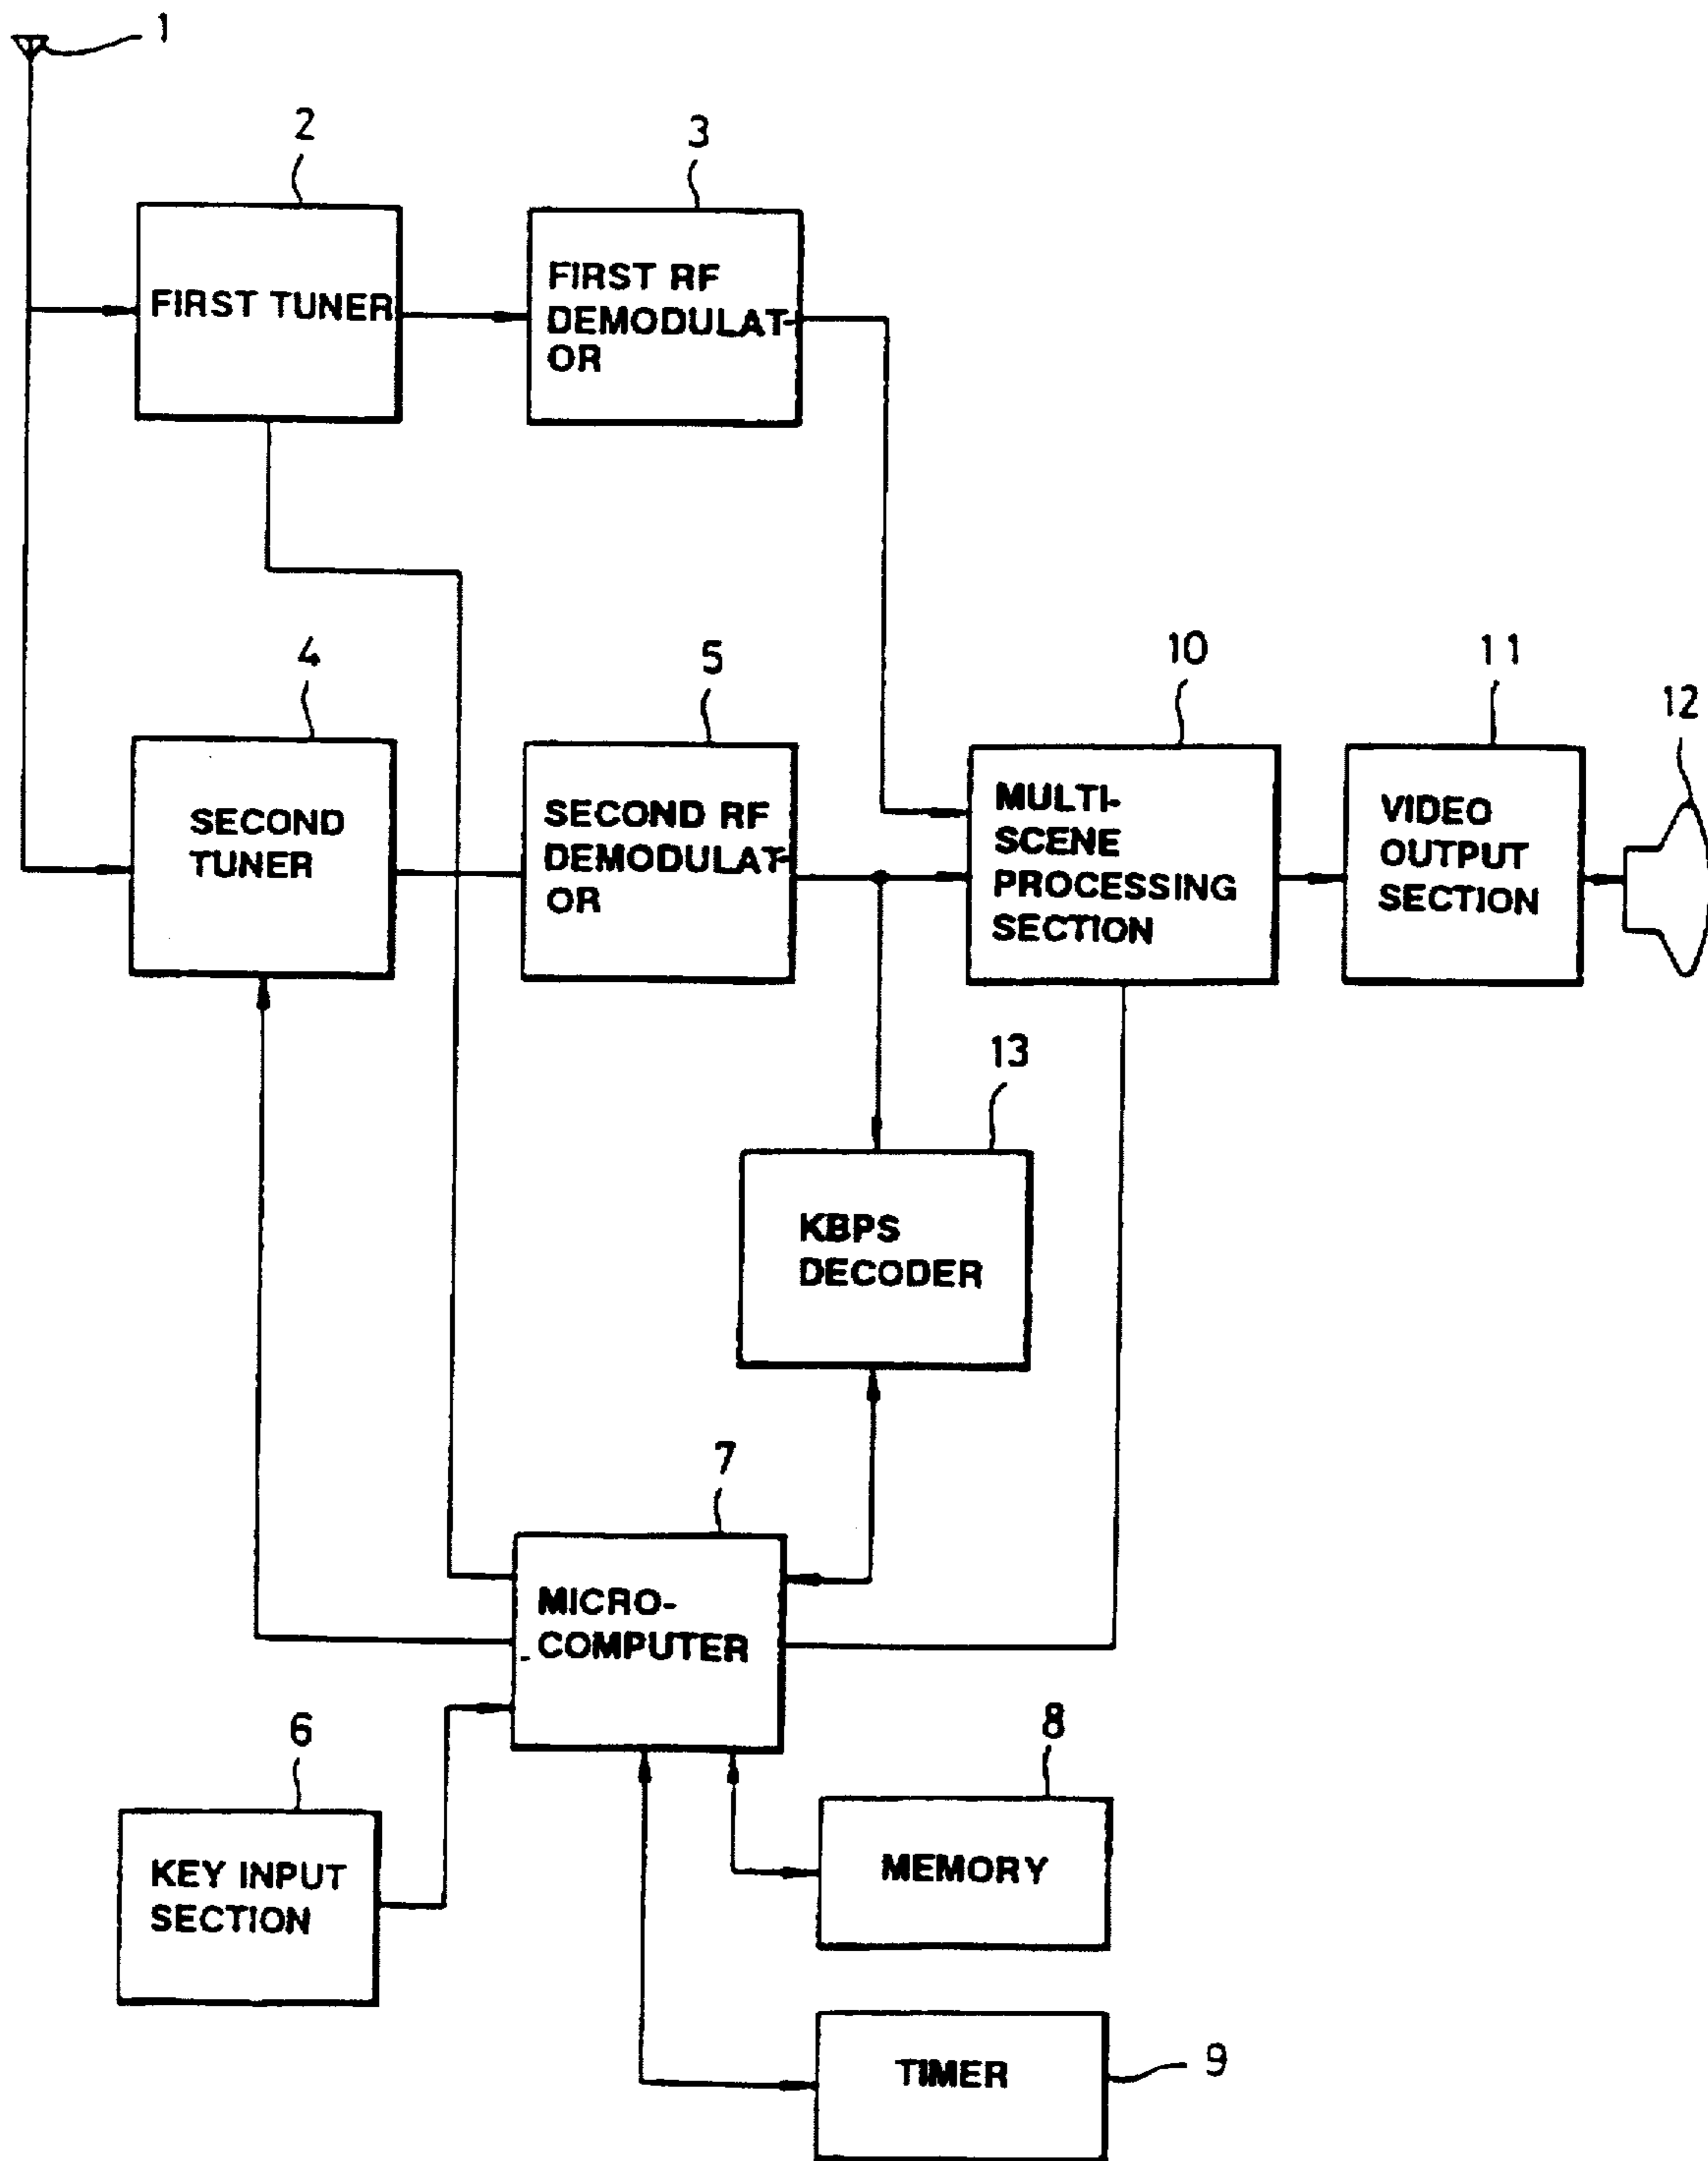 1
2
3
FIRST TUNER
FIRST RF
DEMODULAT-
OR
4
5
10
11
12
SECOND
TUNER
SECOND RF
DEMODULAT-
OR
MULTI-
SCENE
PROCESSING
SECTION
VIDEO
OUTPUT
SECTION
13
KBPS
DECODER
7
MICRO-
COMPUTER
6
KEY INPUT
SECTION
8
MEMORY
TIMER
9